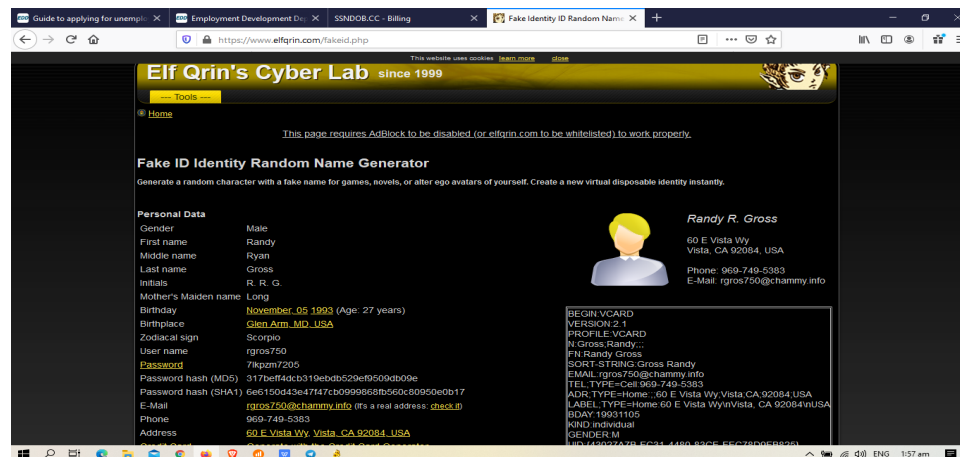 Guide to applying for unemplo
Employment Development Dep
SSNDOB.CC - Billing
Fake Identity ID Random Name
https://www.elfqrin.com/fakeid.php
This website uses cookies learn more close
Elf Qrin's Cyber Lab since 1999
--- Tools ---
Home
This page requires AdBlock to be disabled (or elfqrin.com to be whitelisted) to work properly.
Fake ID Identity Random Name Generator
Generate a random character with a fake name for games, novels, or alter ego avatars of yourself. Create a new virtual disposable identity instantly.
Personal Data
Gender Male
First name Randy
Middle name Ryan
Last name Gross
Initials R. R. G.
Mother's Maiden name Long
Birthday November, 05 1993 (Age: 27 years)
Birthplace Glen Arm, MD, USA
Zodiacal sign Scorpio
User name rgros750
Password 7lkpzm7205
Password hash (MD5) 317beff4dcb319ebdb529ef9509db09e
Password hash (SHA1) 6e6150d43e47f47cb0999868fb560c80950e0b17
E-Mail rgros750@chammy.info (It's a real address: check it)
Phone 969-749-5383
Address 60 E Vista Wy, Vista, CA 92084, USA
Randy R. Gross
60 E Vista Wy
Vista, CA 92084, USA
Phone: 969-749-5383
E-Mail: rgros750@chammy.info
BEGIN:VCARD
VERSION:2.1
PROFILE:VCARD
N:Gross;Randy;;;
FN:Randy Gross
SORT-STRING:Gross Randy
EMAIL:rgros750@chammy.info
TEL;TYPE=Cell:969-749-5383
ADR;TYPE=Home:;;60 E Vista Wy;Vista;CA;92084;USA
LABEL;TYPE=Home:60 E Vista Wy\nVista, CA 92084\nUSA
BDAY:19931105
KIND:individual
GENDER:M
ENG 1:57 am